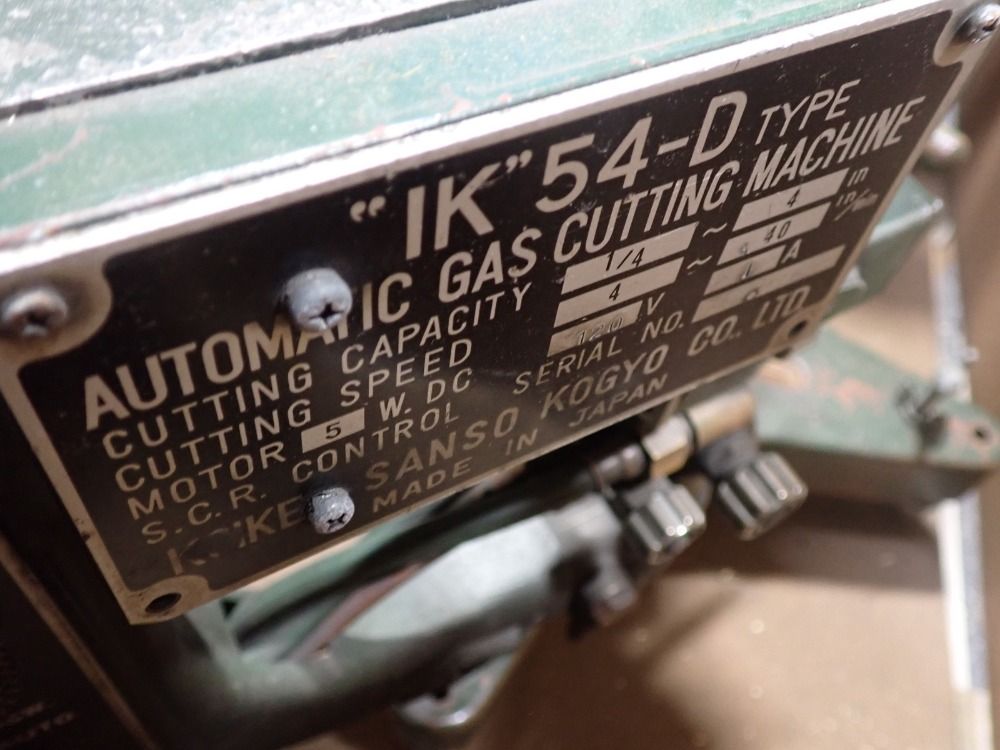 "IK" 54-D TYPE
AUTOMATIC GAS CUTTING MACHINE
CUTTING CAPACITY 1/4 ~ 4 in
CUTTING SPEED 4 ~ 40 in/min
MOTOR 5 W. DC 120 V A
S.C.R. CONTROL SERIAL NO.
KOIKE SANSO KOGYO CO., LTD.
MADE IN JAPAN